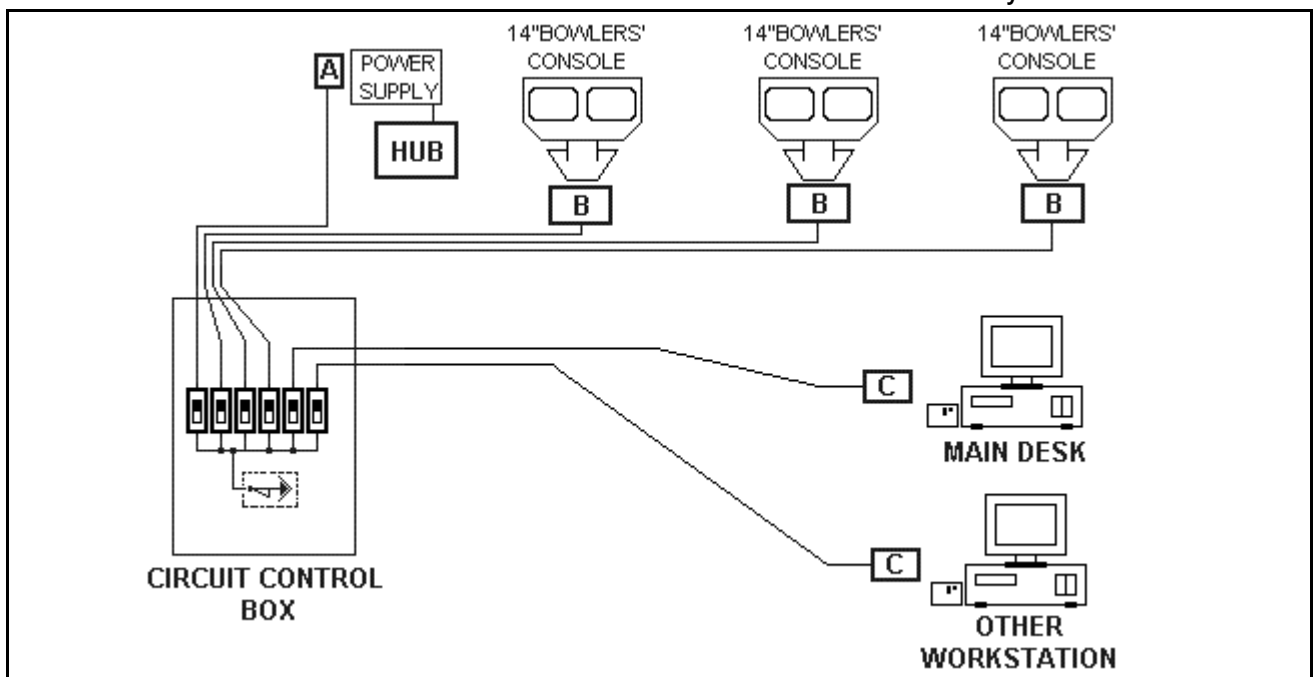 14"BOWLERS'
CONSOLE
14"BOWLERS'
CONSOLE
14"BOWLERS'
CONSOLE
A
POWER
SUPPLY
HUB
B
B
B
C
MAIN DESK
C
CIRCUIT CONTROL
BOX
OTHER
WORKSTATION